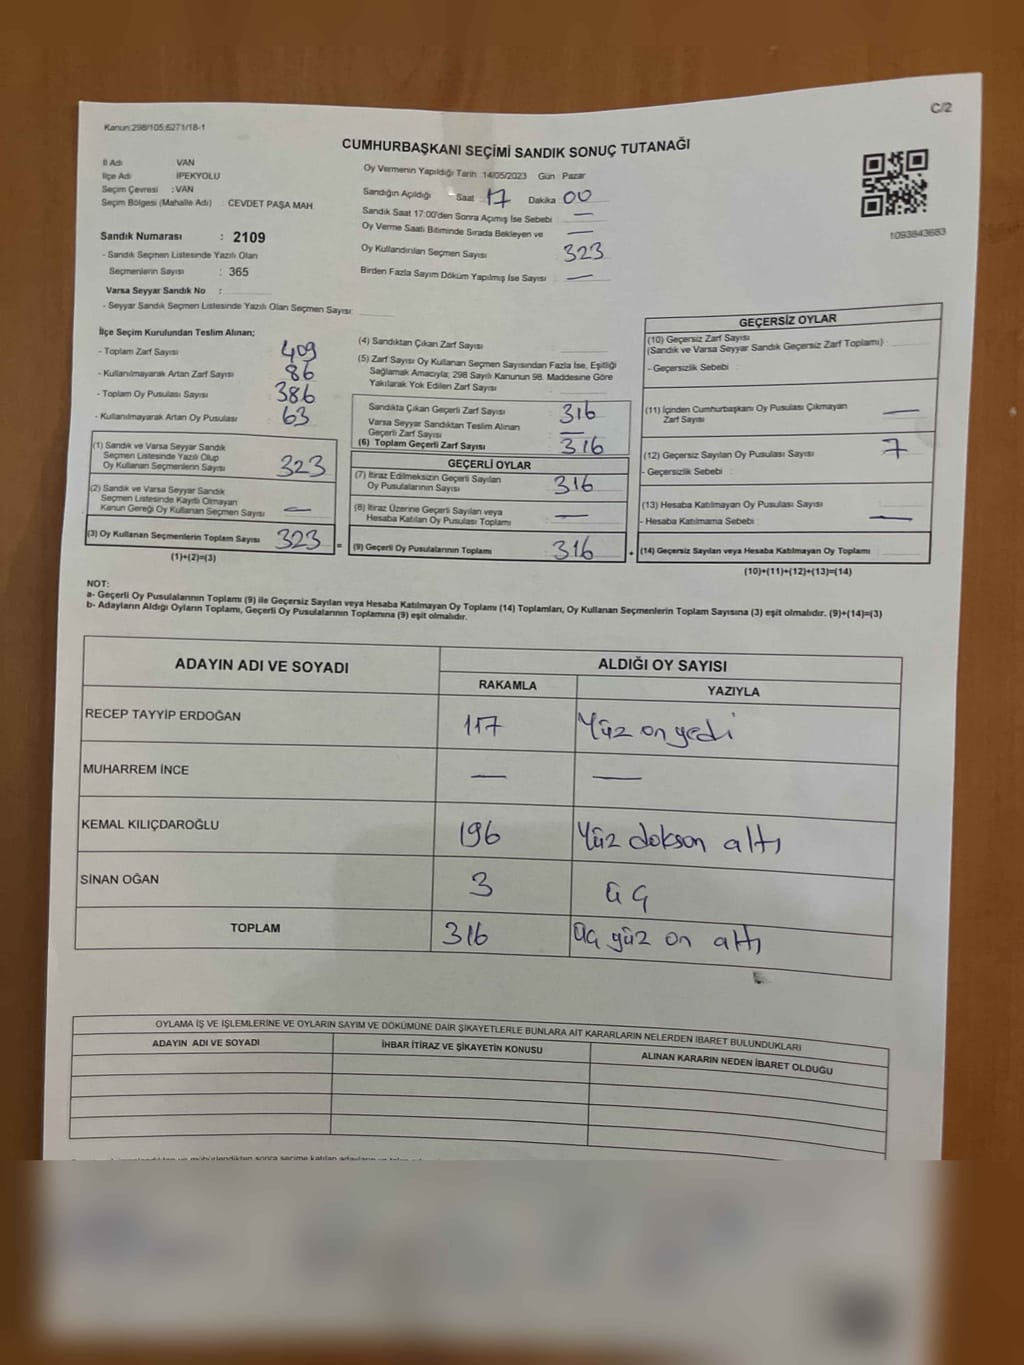 C/2
Kanun:298/105;6271/18-1
CUMHURBAŞKANI SEÇİMİ SANDIK SONUÇ TUTANAĞI
İl Adı VAN
İlçe Adı İPEKYOLU
Seçim Çevresi : VAN
Seçim Bölgesi (Mahalle Adı) CEVDET PAŞA MAH.
Sandık Numarası : 2109
- Sandık Seçmen Listesinde Yazılı Olan
Seçmenlerin Sayısı : 365
Varsa Seyyar Sandık No :
- Seyyar Sandık Seçmen Listesinde Yazılı Olan Seçmen Sayısı:
Oy Vermenin Yapıldığı Tarih :14/05/2023 Gün : Pazar
Sandığın Açıldığı - Saat : 17 Dakika 00
Sandık Saat 17:00'den Sonra Açımış İse Sebebi : —
Oy Verme Saati Bitiminde Sırada Bekleyen ve —
Oy Kullandırılan Seçmen Sayısı : 323
Birden Fazla Sayım Döküm Yapılmış İse Sayısı : —
t093843683
İlçe Seçim Kurulundan Teslim Alınan;
- Toplam Zarf Sayısı : 409
- Kullanılmayarak Artan Zarf Sayısı : 86
- Toplam Oy Pusulası Sayısı : 386
- Kullanılmayarak Artan Oy Pusulası : 63
(1) Sandık ve Varsa Seyyar Sandık
Seçmen Listesinde Yazılı Olup
Oy Kullanan Seçmenlerin Sayısı : 323
(2) Sandık ve Varsa Seyyar Sandık
Seçmen Listesinde Kayıtlı Olmayan
Kanun Gereği Oy Kullanan Seçmen Sayısı : —
(3) Oy Kullanan Seçmenlerin Toplam Sayısı 323
(1)+(2)=(3)
(4) Sandıktan Çıkan Zarf Sayısı :
(5) Zarf Sayısı Oy Kullanan Seçmen Sayısından Fazla İse, Eşitliği
Sağlamak Amacıyla; 298 Sayılı Kanunun 98. Maddesine Göre
Yakılarak Yok Edilen Zarf Sayısı :
Sandıkta Çıkan Geçerli Zarf Sayısı : 316
Varsa Seyyar Sandıktan Teslim Alınan
Geçerli Zarf Sayısı : —
(6) Toplam Geçerli Zarf Sayısı : 316
GEÇERLİ OYLAR
(7) İtiraz Edilmeksizin Geçerli Sayılan
Oy Pusulalarının Sayısı : 316
(8) İtiraz Üzerine Geçerli Sayılan veya
Hesaba Katılan Oy Pusulası Toplamı : —
= (9) Geçerli Oy Pusulalarının Toplamı : 316
GEÇERSİZ OYLAR
(10) Geçersiz Zarf Sayısı
(Sandık ve Varsa Seyyar Sandık Geçersiz Zarf Toplamı) :
- Geçersizlik Sebebi :
(11) İçinden Cumhurbaşkanı Oy Pusulası Çıkmayan
Zarf Sayısı : —
(12) Geçersiz Sayılan Oy Pusulası Sayısı : 7
- Geçersizlik Sebebi :
(13) Hesaba Katılmayan Oy Pusulası Sayısı :
- Hesaba Katılmama Sebebi : —
+ (14) Geçersiz Sayılan veya Hesaba Katılmayan Oy Toplamı :
(10)+(11)+(12)+(13)=(14)
NOT:
a- Geçerli Oy Pusulalarının Toplamı (9) ile Geçersiz Sayılan veya Hesaba Katılmayan Oy Toplamı (14) Toplamları, Oy Kullanan Seçmenlerin Toplam Sayısına (3) eşit olmalıdır. (9)+(14)=(3)
b- Adayların Aldığı Oyların Toplamı, Geçerli Oy Pusulalarının Toplamına (9) eşit olmalıdır.
ADAYIN ADI VE SOYADI ALDIĞI OY SAYISI
RAKAMLA YAZIYLA
RECEP TAYYİP ERDOĞAN 117 Yüz on yedi
MUHARREM İNCE — —
KEMAL KILIÇDAROĞLU 196 Yüz dokson altı
SİNAN OĞAN 3 üç
TOPLAM 316 üç yüz on altı
OYLAMA İŞ VE İŞLEMLERİNE VE OYLARIN SAYIM VE DÖKÜMÜNE DAİR ŞİKAYETLERLE BUNLARA AİT KARARLARIN NELERDEN İBARET BULUNDUKLARI
ADAYIN ADI VE SOYADI İHBAR İTİRAZ VE ŞİKAYETİN KONUSU ALINAN KARARIN NEDEN İBARET OLDUĞU